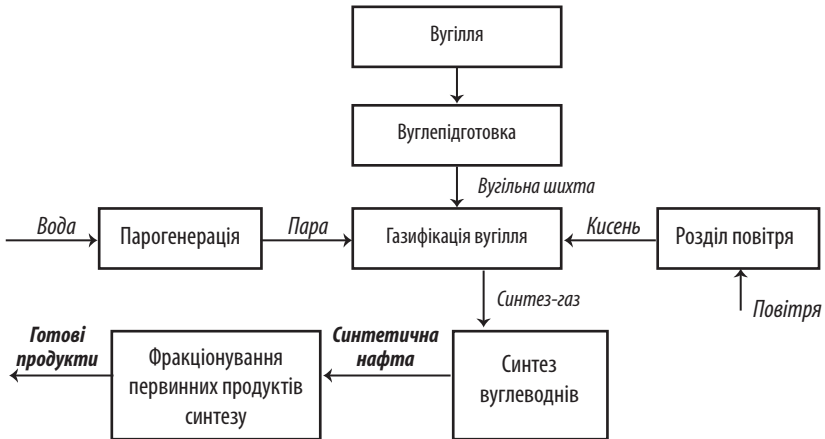 Вугілля
Вуглепідготовка
Вугільна шихта
Вода
Парогенерація
Пара
Газифікація вугілля
Кисень
Розділ повітря
Повітря
Синтез-газ
Готові
продукти
Фракціонування
первинних продуктів
синтезу
Синтетична
нафта
Синтез
вуглеводнів